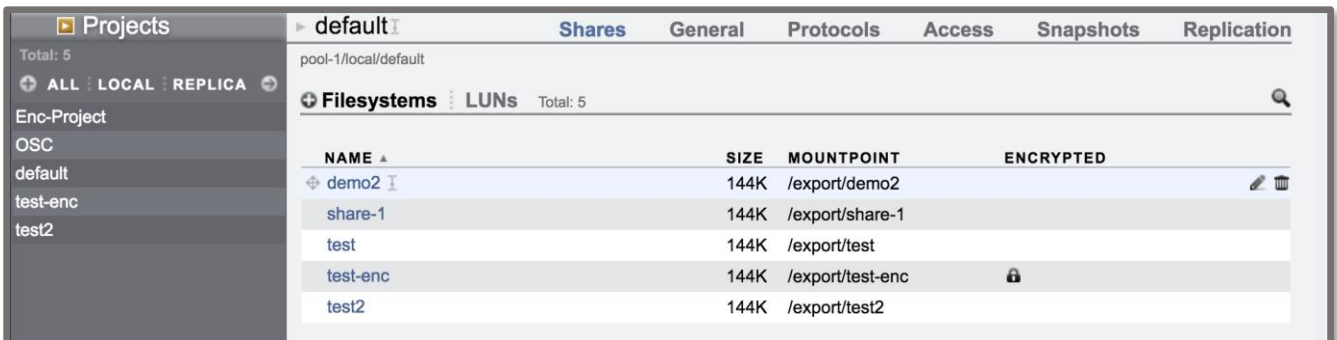 Projects
Total: 5
ALL LOCAL REPLICA
Enc-Project
OSC
default
test-enc
test2
default Shares General Protocols Access Snapshots Replication
pool-1/local/default
Filesystems LUNs Total: 5
NAME SIZE MOUNTPOINT ENCRYPTED
demo2 144K /export/demo2
share-1 144K /export/share-1
test 144K /export/test
test-enc 144K /export/test-enc
test2 144K /export/test2